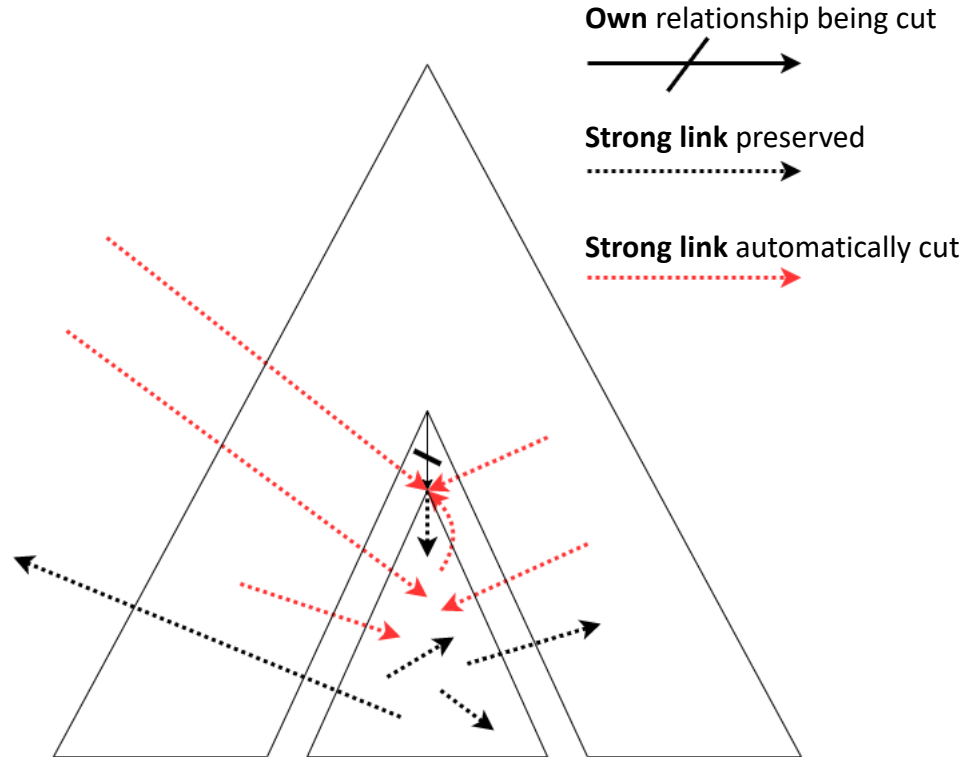 Own relationship being cut
Strong link preserved
Strong link automatically cut